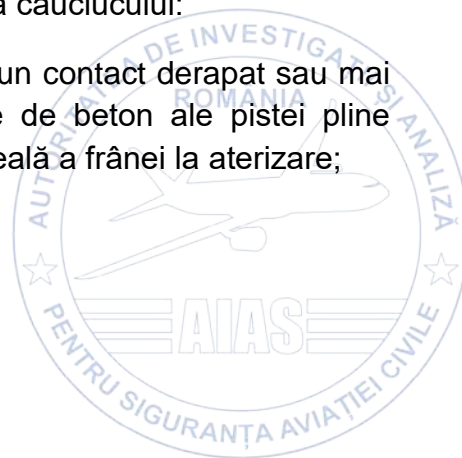 a cauciucului:
un contact derapat sau mai
e de beton ale pistei pline
eală a frânei la aterizare;
AUTORITATEA DE INVESTIGAȚII ȘI ANALIZĂ
ROMANIA
AIAS
PENTRU SIGURANȚA AVIAȚIEI CIVILE